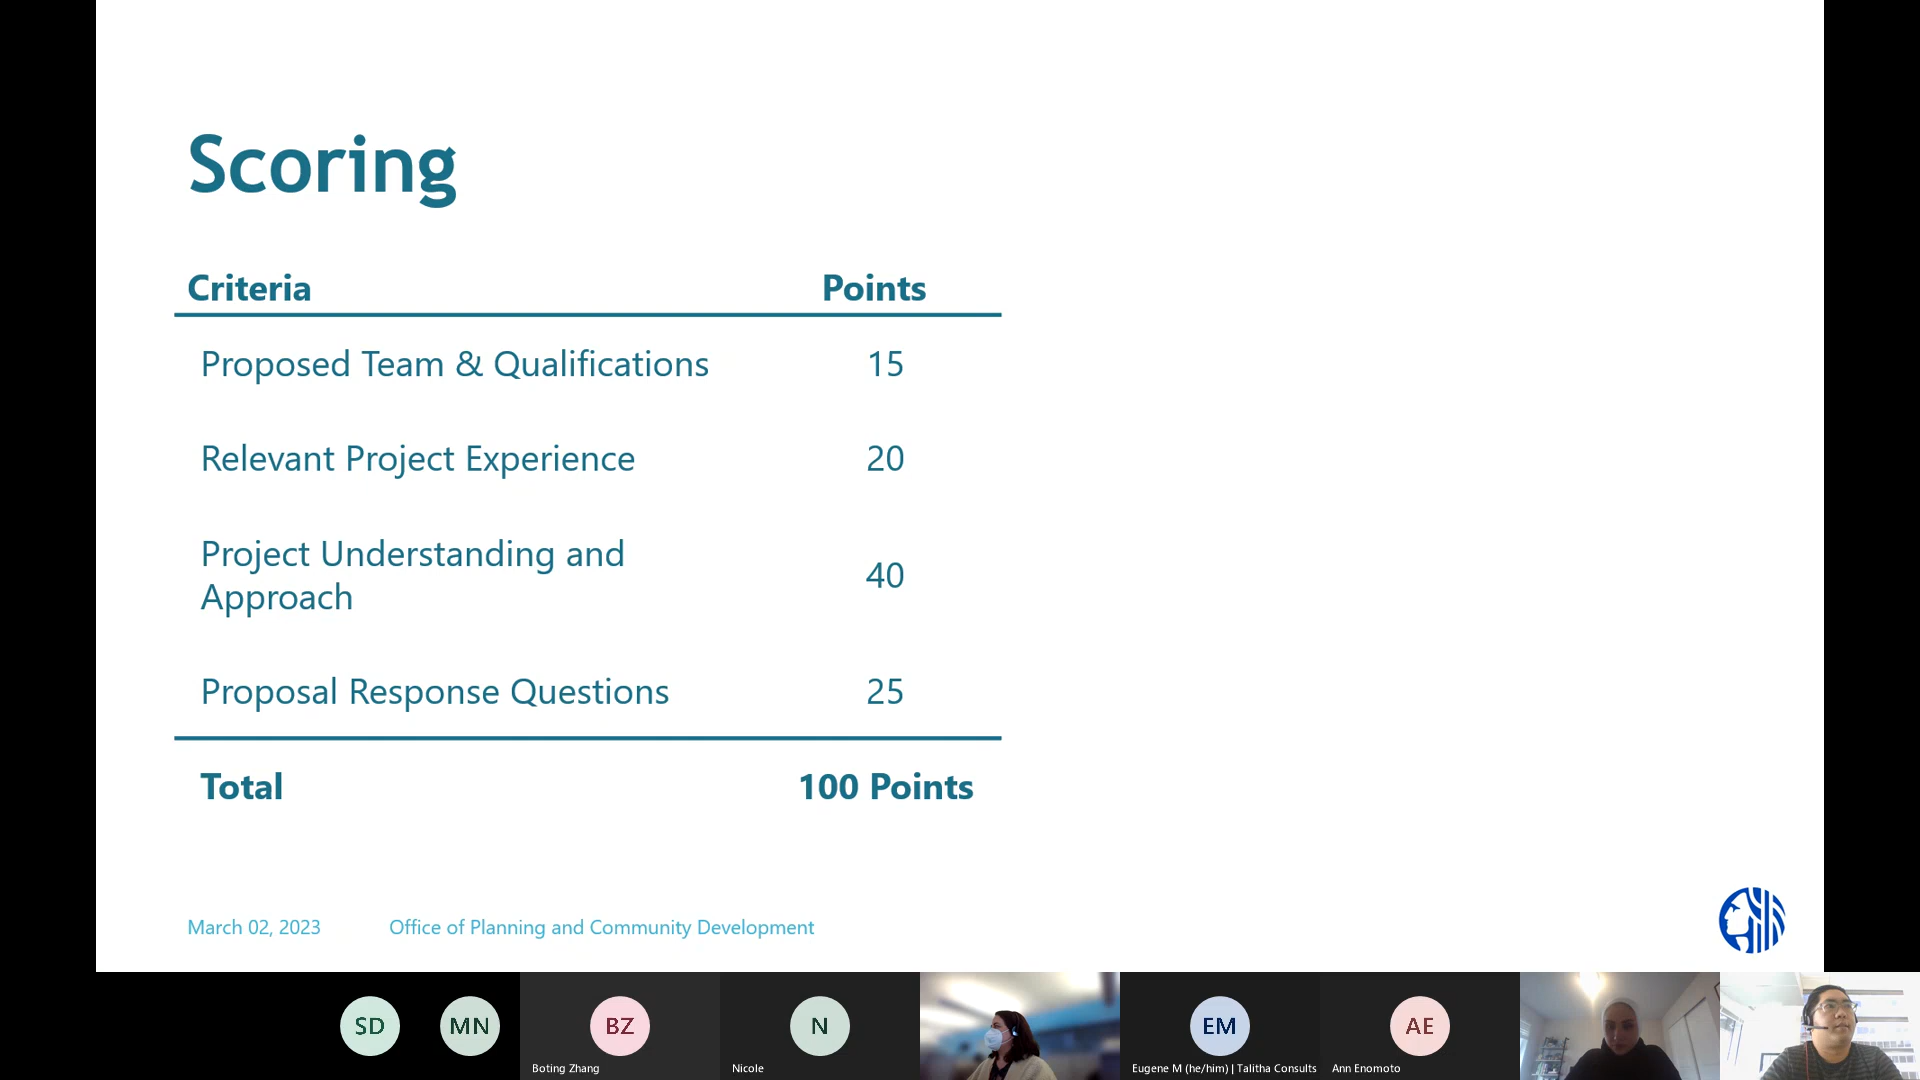 Scoring
Criteria Points
Proposed Team & Qualifications 15
Relevant Project Experience 20
Project Understanding and
Approach 40
Proposal Response Questions 25
Total 100 Points
March 02, 2023 Office of Planning and Community Development
SD MN BZ N EM AE
Boting Zhang Nicole Eugene M (he/him) | Talitha Consults Ann Enomoto